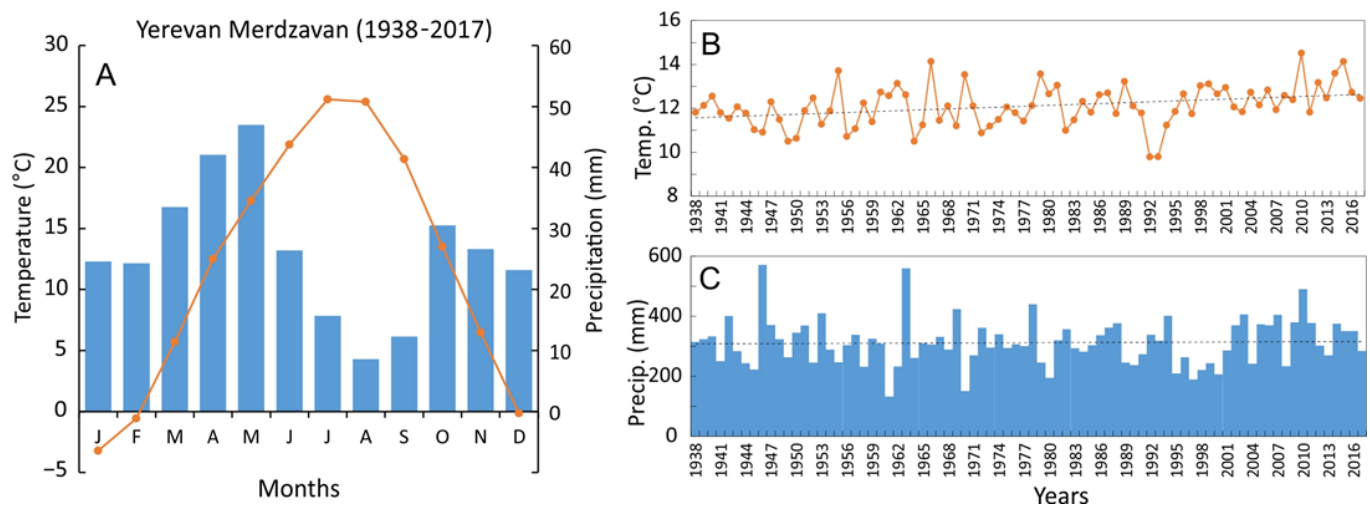 Yerevan Merdzavan (1938-2017)
A
Temperature (°C)
30
25
20
15
10
5
0
−5
Precipitation (mm)
60
50
40
30
20
10
0
J F M A M J J A S O N D
Months
B
Temp. (°C)
16
14
12
10
8
1938 1941 1944 1947 1950 1953 1956 1959 1962 1965 1968 1971 1974 1977 1980 1983 1986 1989 1992 1995 1998 2001 2004 2007 2010 2013 2016
C
Precip. (mm)
600
400
200
0
1938 1941 1944 1947 1950 1953 1956 1959 1962 1965 1968 1971 1974 1977 1980 1983 1986 1989 1992 1995 1998 2001 2004 2007 2010 2013 2016
Years